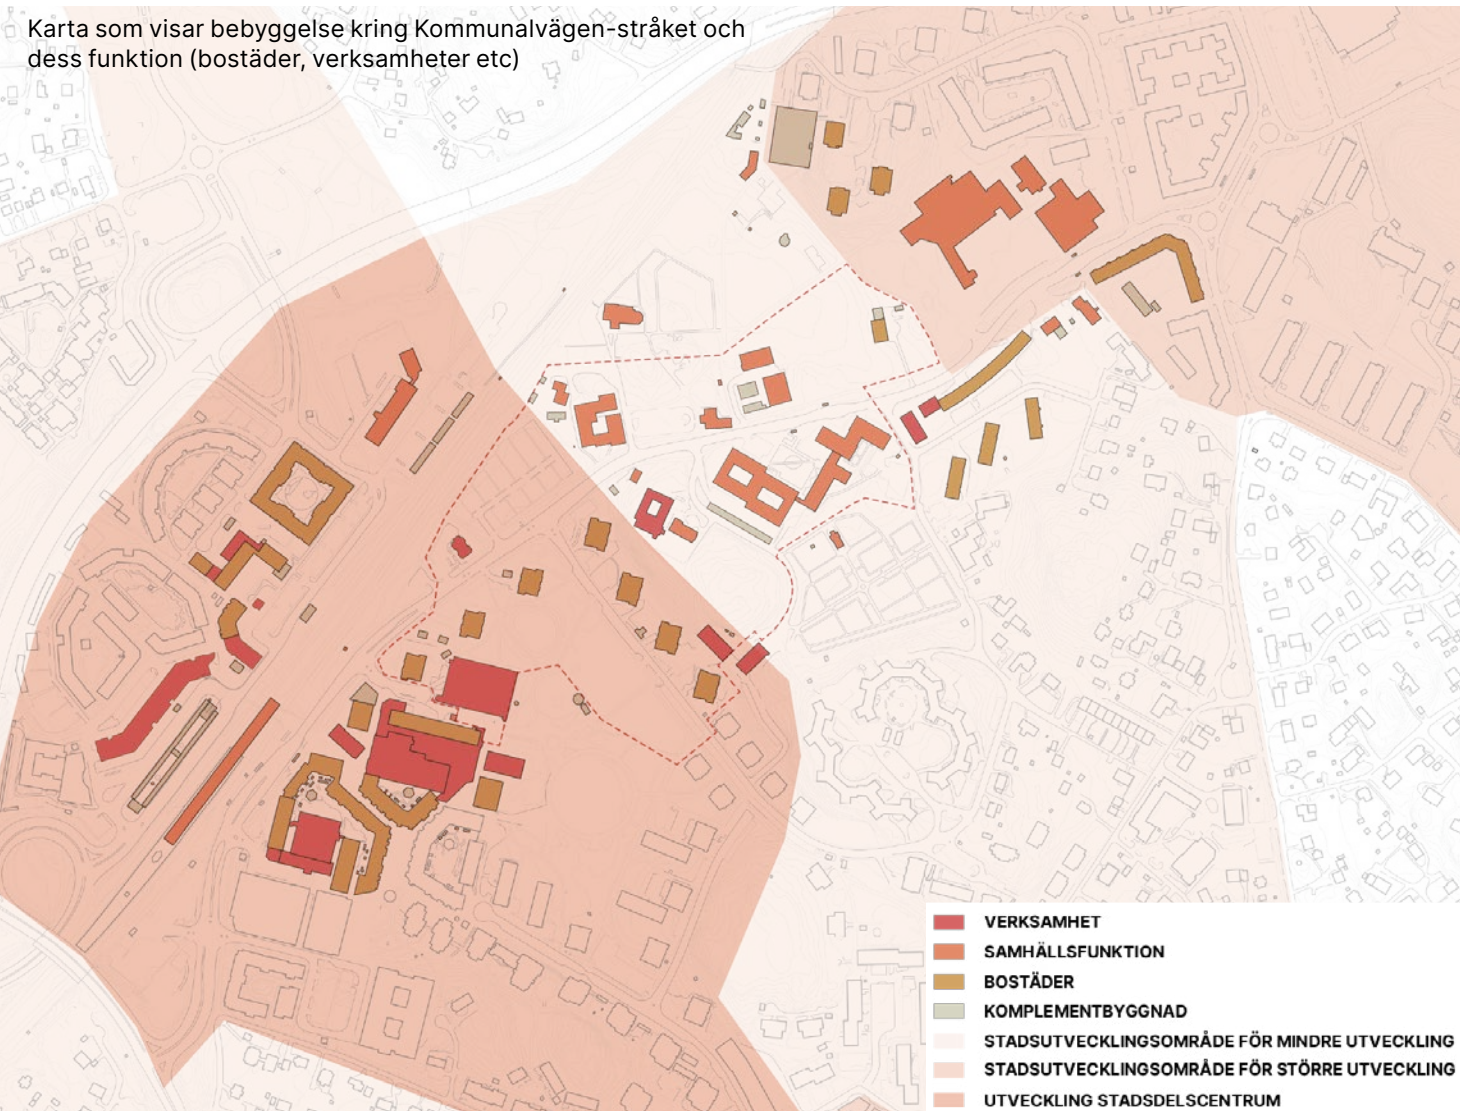 Karta som visar bebyggelse kring Kommunalvägen-stråket och
dess funktion (bostäder, verksamheter etc)
VERKSAMHET
SAMHÄLLSFUNKTION
BOSTÄDER
KOMPLEMENTBYGGNAD
STADSUTVECKLINGSOMRÅDE FÖR MINDRE UTVECKLING
STADSUTVECKLINGSOMRÅDE FÖR STÖRRE UTVECKLING
UTVECKLING STADSDELSCENTRUM